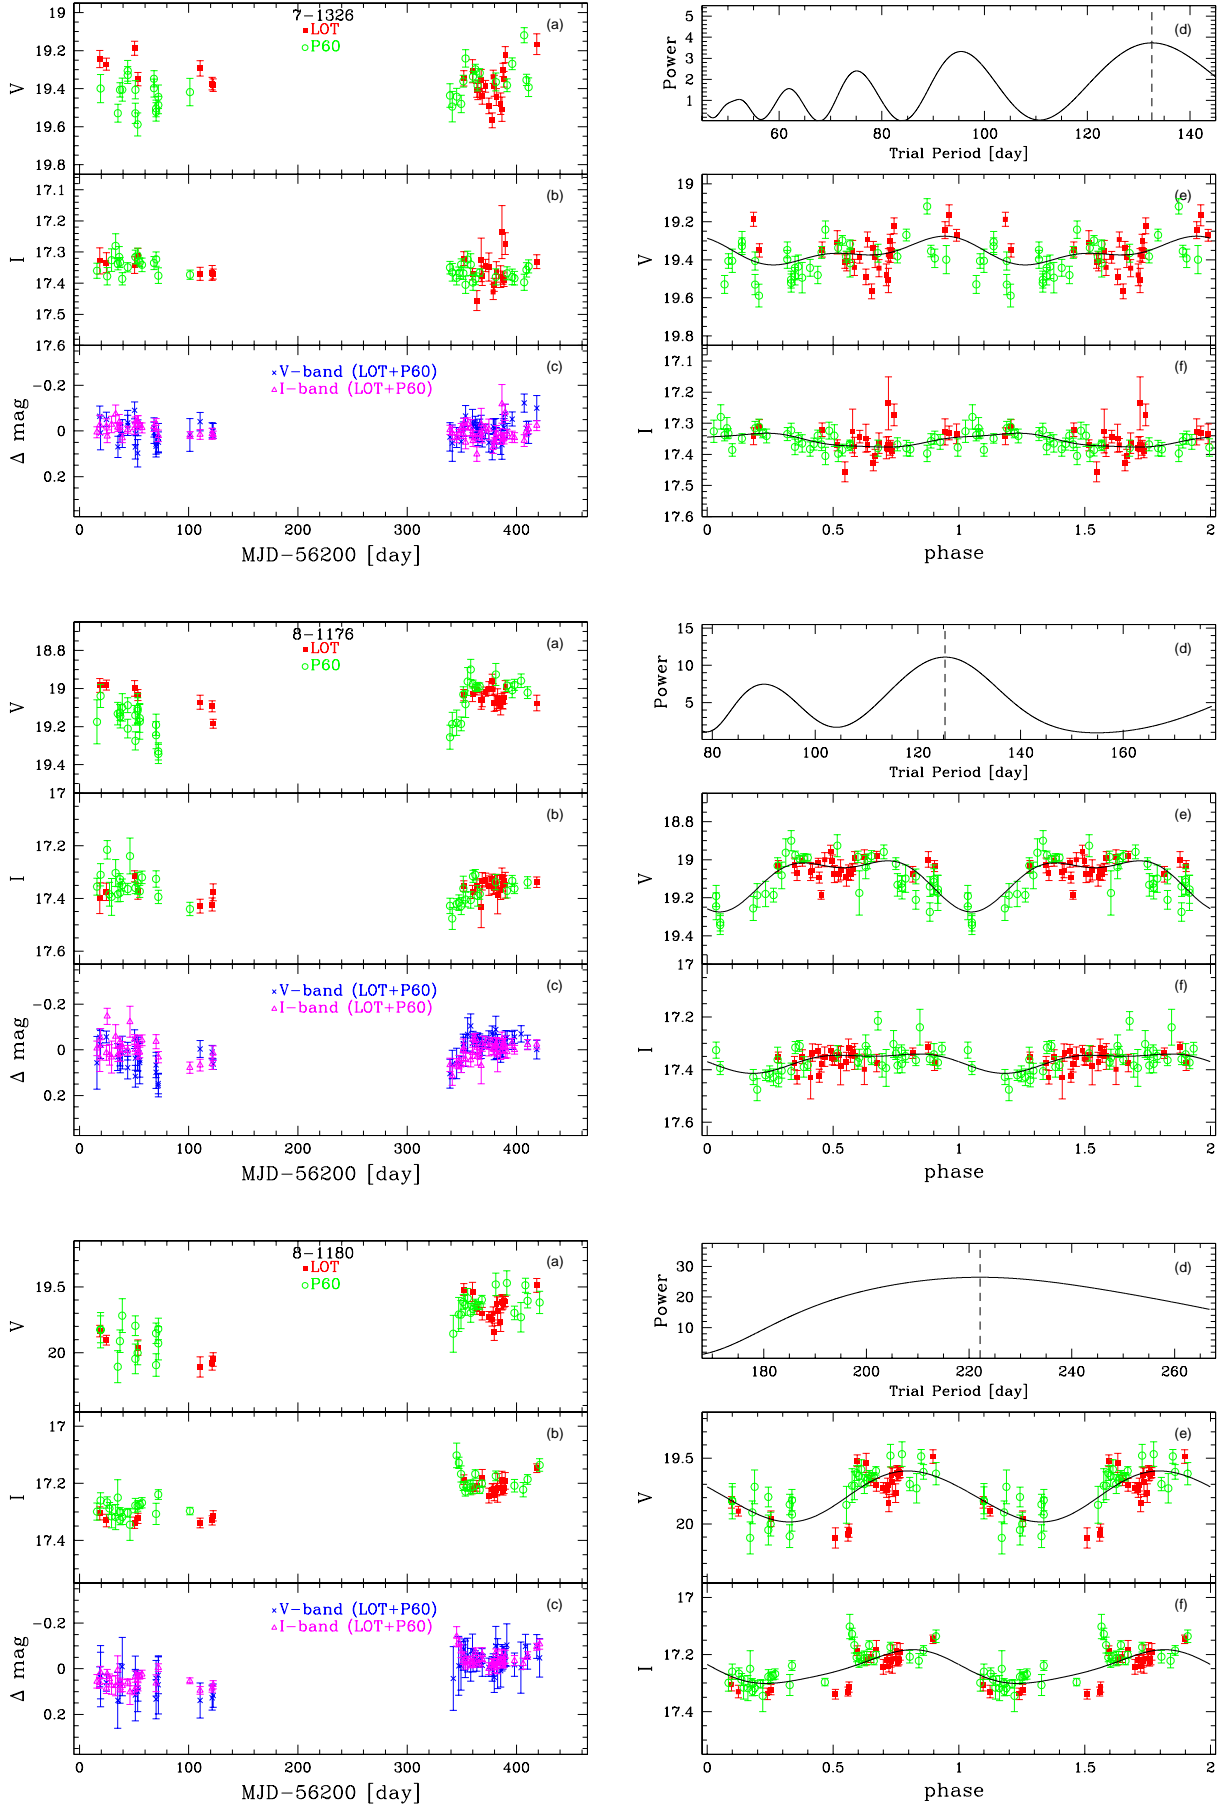 7-1326
LOT
P60
(a)
V
19
19.2
19.4
19.6
19.8
(b)
I
17.1
17.2
17.3
17.4
17.5
17.6
V-band (LOT+P60)
I-band (LOT+P60)
(c)
Δ mag
-0.2
0
0.2
0 100 200 300 400
MJD-56200 [day]
(d)
Power
5
4
3
2
1
60 80 100 120 140
Trial Period [day]
(e)
V
19
19.2
19.4
19.6
19.8
(f)
I
17.1
17.2
17.3
17.4
17.5
17.6
0 0.5 1 1.5 2
phase
8-1176
LOT
P60
(a)
V
18.8
19
19.2
19.4
(b)
I
17
17.2
17.4
17.6
V-band (LOT+P60)
I-band (LOT+P60)
(c)
Δ mag
-0.2
0
0.2
0 100 200 300 400
MJD-56200 [day]
(d)
Power
15
10
5
80 100 120 140 160
Trial Period [day]
(e)
V
18.8
19
19.2
19.4
(f)
I
17
17.2
17.4
17.6
0 0.5 1 1.5 2
phase
8-1180
LOT
P60
(a)
V
19.5
20
(b)
I
17
17.2
17.4
V-band (LOT+P60)
I-band (LOT+P60)
(c)
Δ mag
-0.2
0
0.2
0 100 200 300 400
MJD-56200 [day]
(d)
Power
30
20
10
180 200 220 240 260
Trial Period [day]
(e)
V
19.5
20
(f)
I
17
17.2
17.4
0 0.5 1 1.5 2
phase